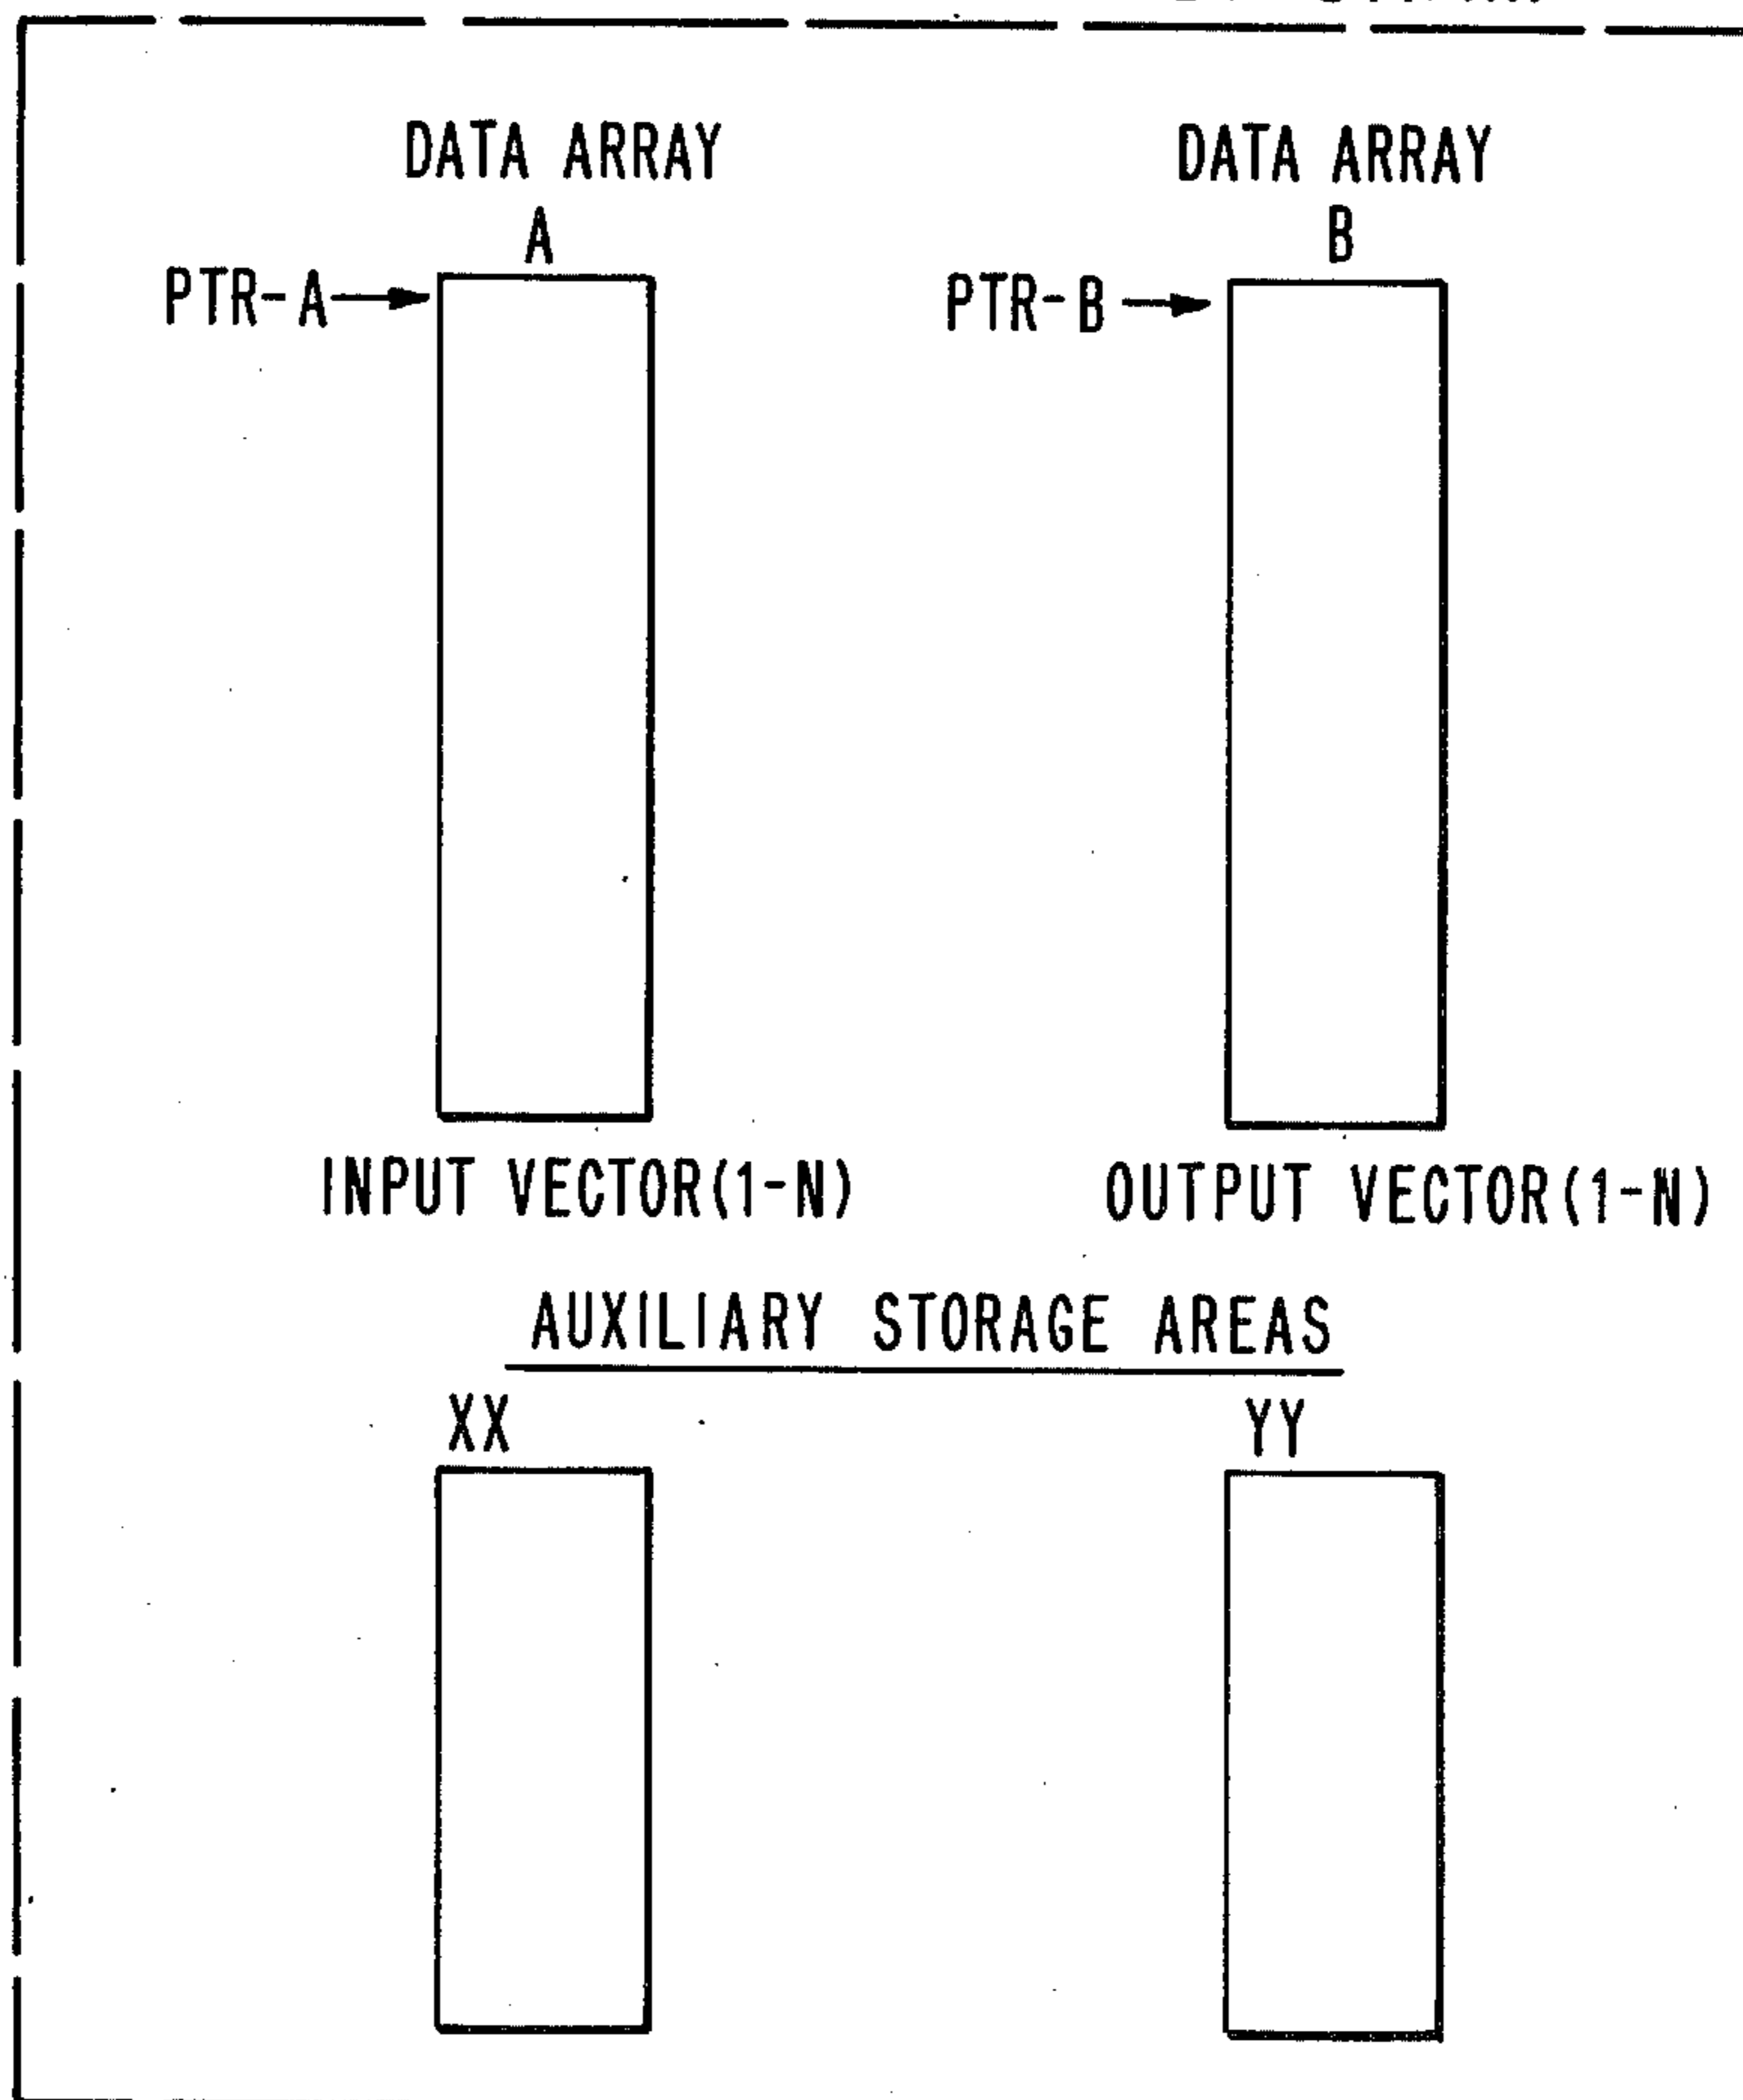 DATA ARRAY DATA ARRAY
A B
PTR-A PTR-B
INPUT VECTOR(1-N) OUTPUT VECTOR(1-N)
AUXILIARY STORAGE AREAS
XX YY